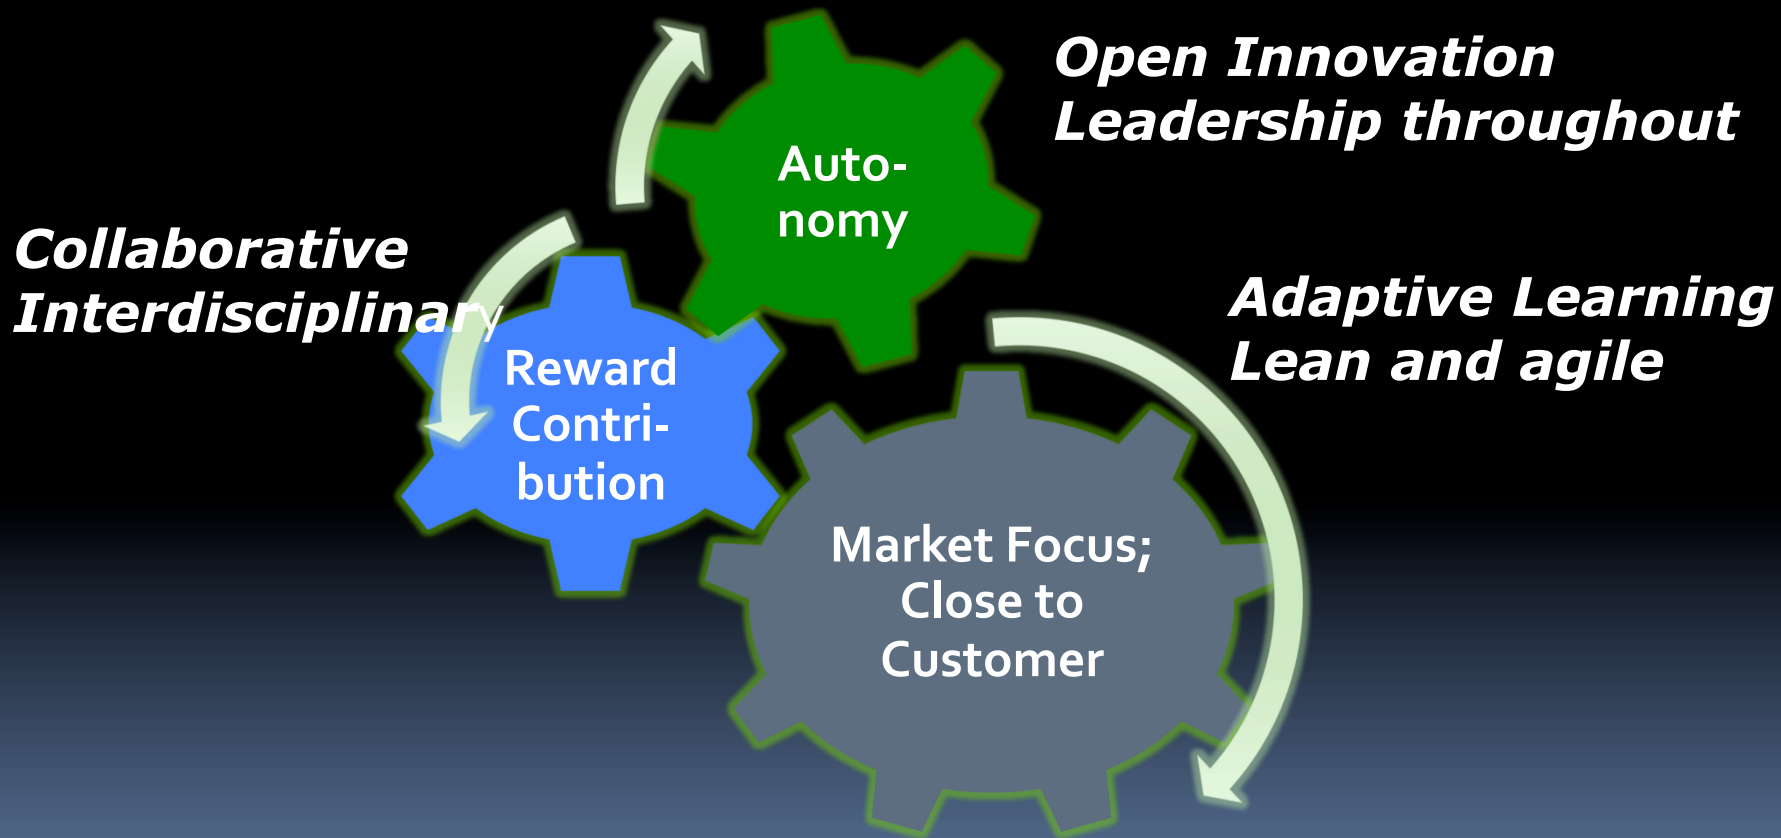 Open Innovation
Leadership throughout
Auto-
nomy
Collaborative
Interdisciplinary
Adaptive Learning
Lean and agile
Reward
Contri-
bution
Market Focus;
Close to
Customer